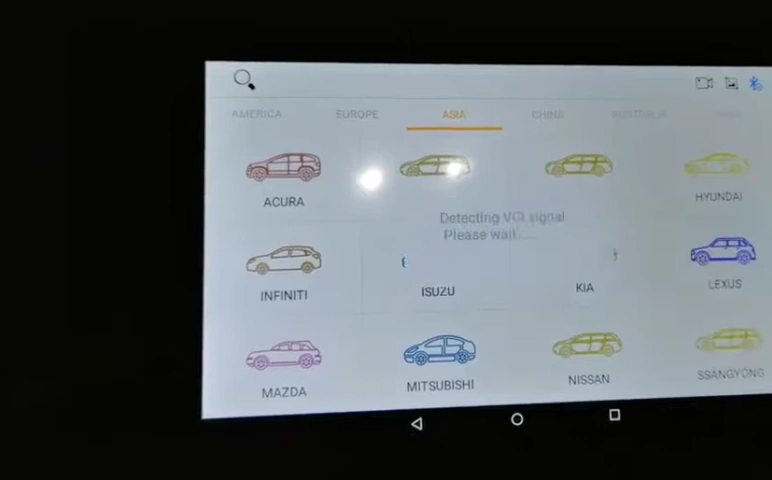 AMERICA EUROPE ASIA CHINA AUSTRALIA
ACURA
HYUNDAI
Detecting VCI signal
Please wait......
INFINITI ISUZU KIA LEXUS
MAZDA MITSUBISHI NISSAN SSANGYONG